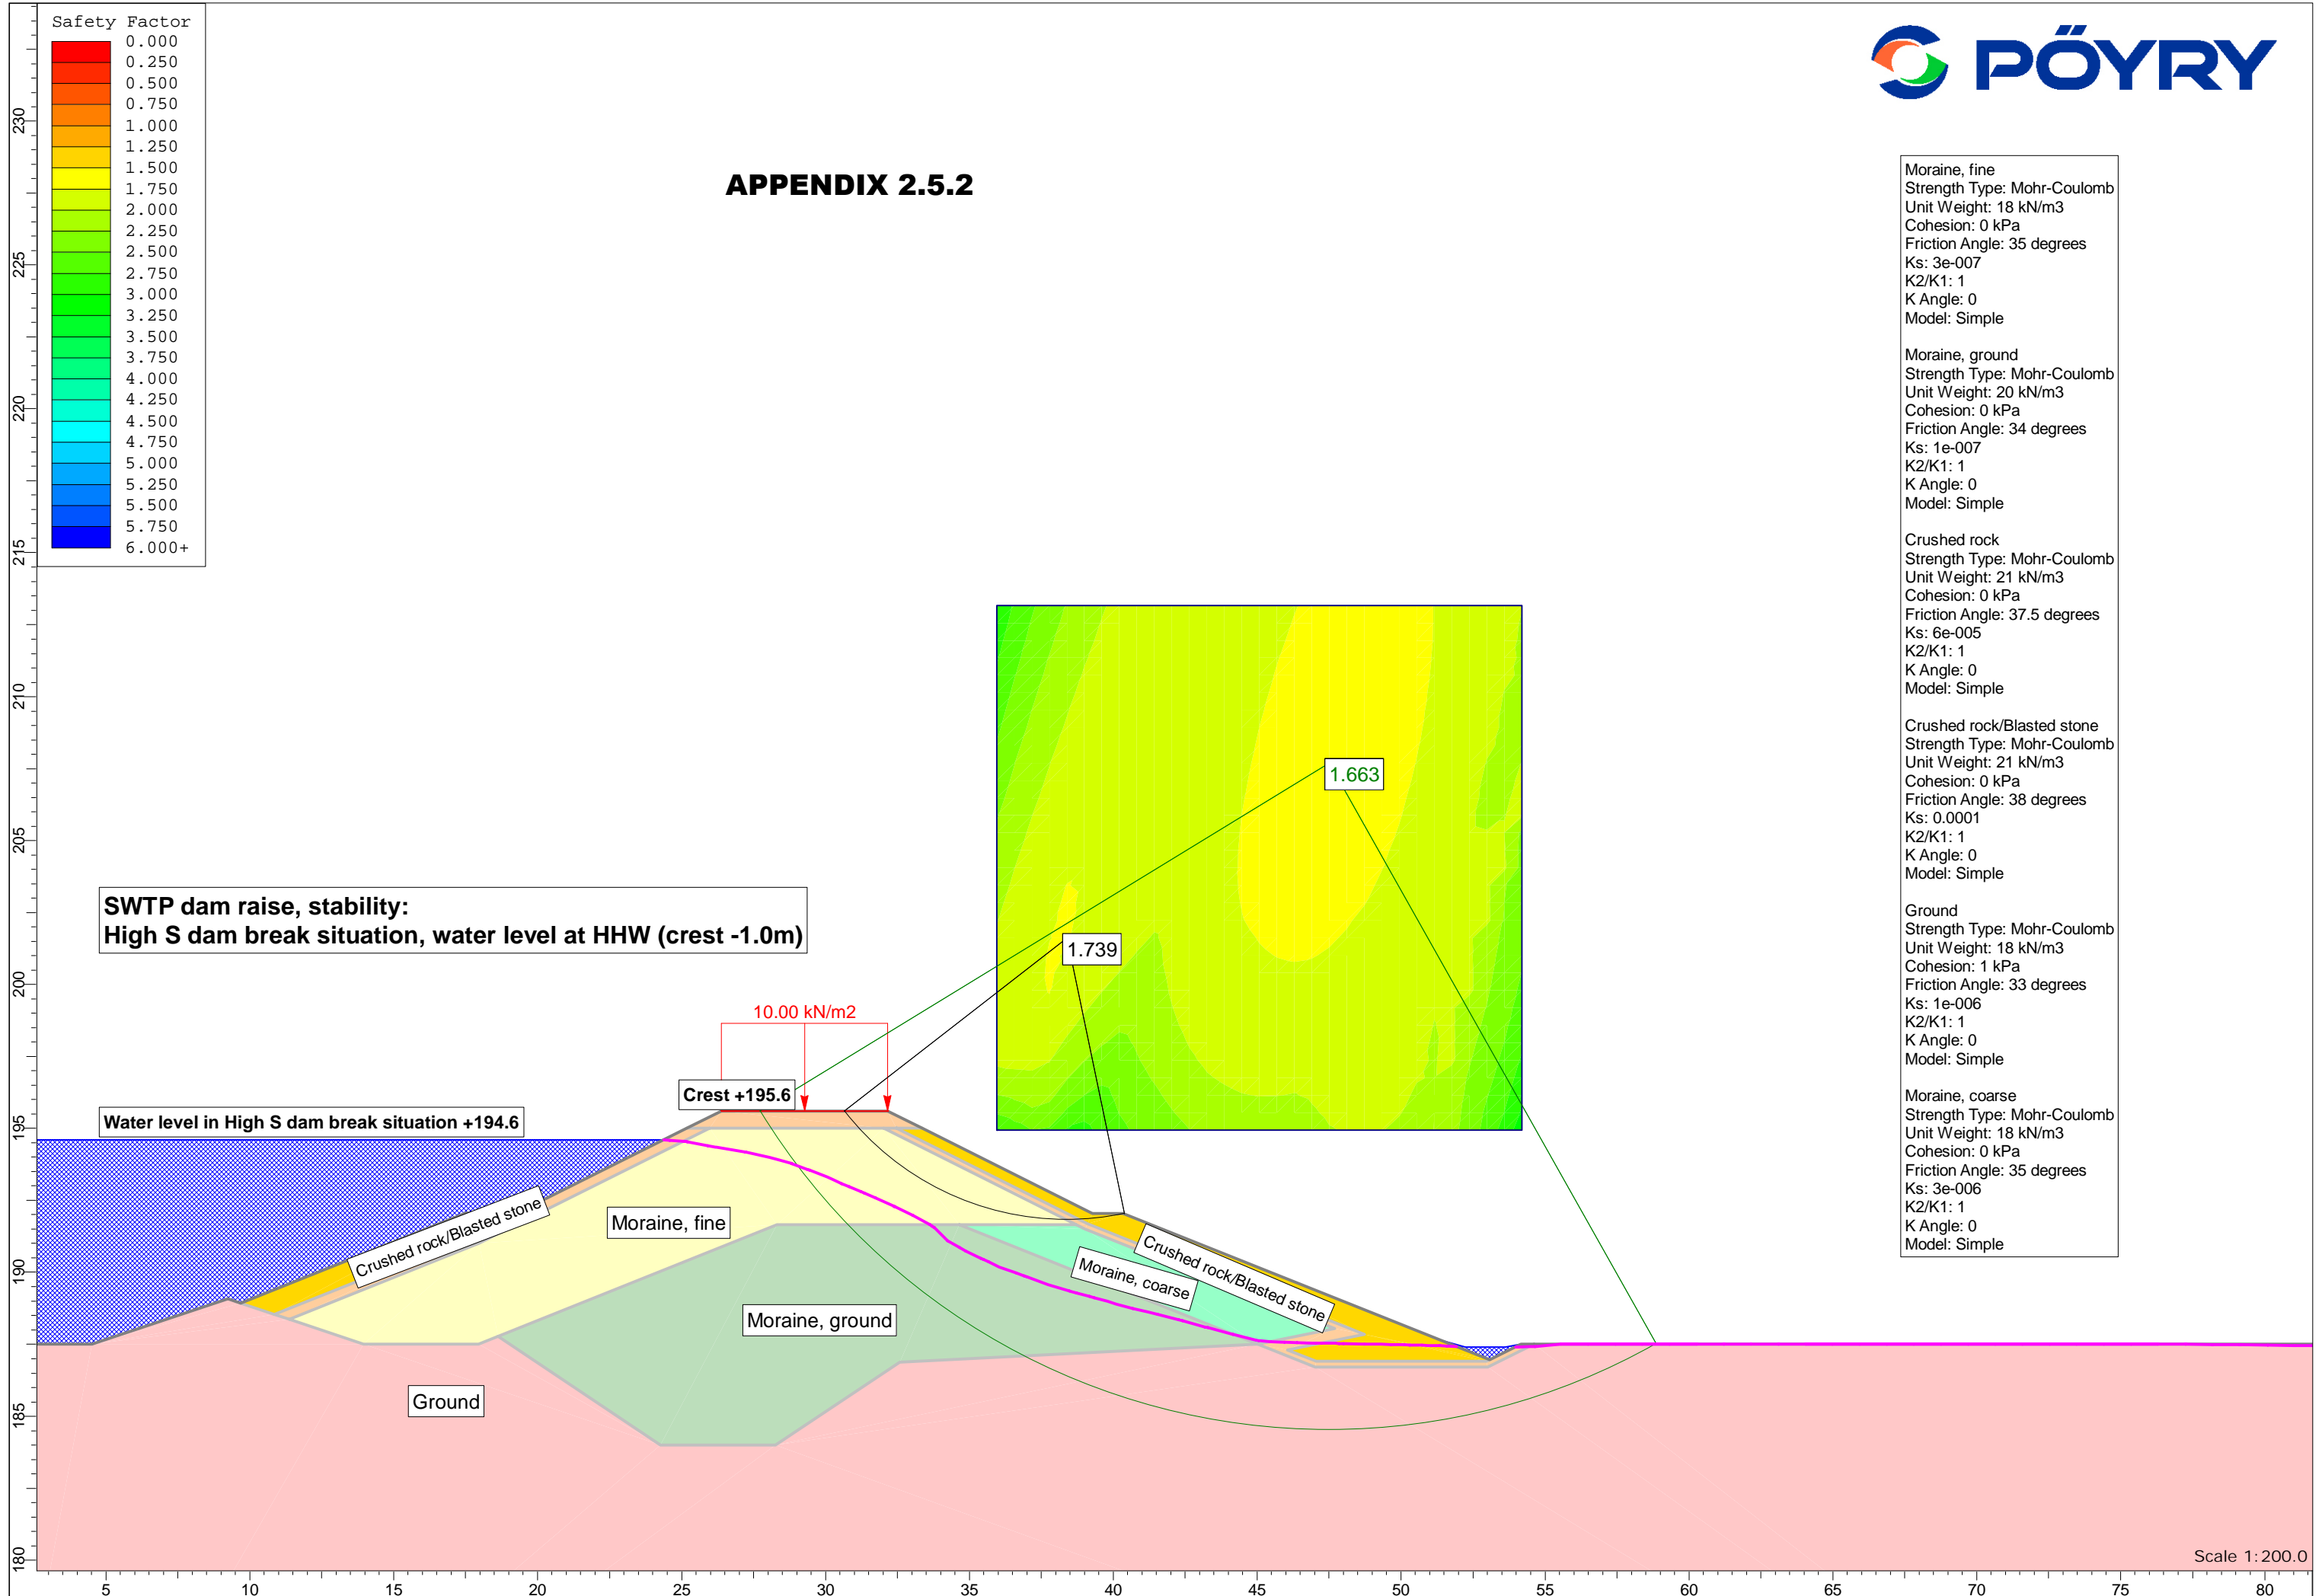 Safety Factor
0.000
0.250
0.500
0.750
1.000
1.250
1.500
1.750
2.000
2.250
2.500
2.750
3.000
3.250
3.500
3.750
4.000
4.250
4.500
4.750
5.000
5.250
5.500
5.750
6.000+
PÖYRY
APPENDIX 2.5.2
Moraine, fine
Strength Type: Mohr-Coulomb
Unit Weight: 18 kN/m3
Cohesion: 0 kPa
Friction Angle: 35 degrees
Ks: 3e-007
K2/K1: 1
K Angle: 0
Model: Simple
Moraine, ground
Strength Type: Mohr-Coulomb
Unit Weight: 20 kN/m3
Cohesion: 0 kPa
Friction Angle: 34 degrees
Ks: 1e-007
K2/K1: 1
K Angle: 0
Model: Simple
Crushed rock
Strength Type: Mohr-Coulomb
Unit Weight: 21 kN/m3
Cohesion: 0 kPa
Friction Angle: 37.5 degrees
Ks: 6e-005
K2/K1: 1
K Angle: 0
Model: Simple
Crushed rock/Blasted stone
Strength Type: Mohr-Coulomb
Unit Weight: 21 kN/m3
Cohesion: 0 kPa
Friction Angle: 38 degrees
Ks: 0.0001
K2/K1: 1
K Angle: 0
Model: Simple
Ground
Strength Type: Mohr-Coulomb
Unit Weight: 18 kN/m3
Cohesion: 1 kPa
Friction Angle: 33 degrees
Ks: 1e-006
K2/K1: 1
K Angle: 0
Model: Simple
Moraine, coarse
Strength Type: Mohr-Coulomb
Unit Weight: 18 kN/m3
Cohesion: 0 kPa
Friction Angle: 35 degrees
Ks: 3e-006
K2/K1: 1
K Angle: 0
Model: Simple
1.663
SWTP dam raise, stability:
High S dam break situation, water level at HHW (crest -1.0m)
1.739
10.00 kN/m2
Crest +195.6
Water level in High S dam break situation +194.6
Crushed rock/Blasted stone
Moraine, fine
Crushed rock/Blasted stone
Moraine, coarse
Moraine, ground
Ground
Scale 1:200.0
230
225
220
215
210
205
200
195
190
185
180
5 10 15 20 25 30 35 40 45 50 55 60 65 70 75 80